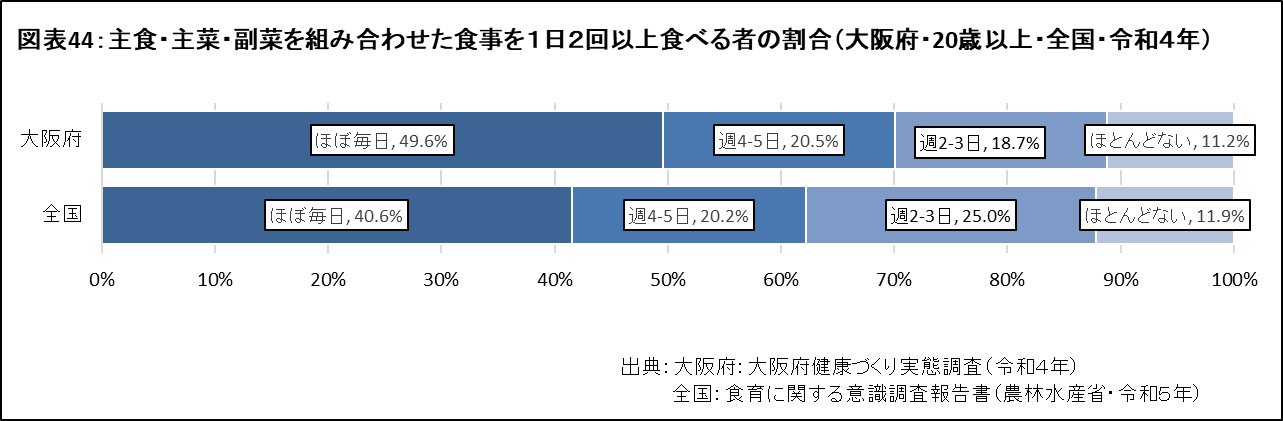 図表44：主食・主菜・副菜を組み合わせた食事を１日２回以上食べる者の割合（大阪府・20歳以上・全国・令和４年）
大阪府
ほぼ毎日, 49.6%
週4-5日, 20.5%
週2-3日, 18.7%
ほとんどない, 11.2%
全国
ほぼ毎日, 40.6%
週4-5日, 20.2%
週2-3日, 25.0%
ほとんどない, 11.9%
0% 10% 20% 30% 40% 50% 60% 70% 80% 90% 100%
出典：大阪府：大阪府健康づくり実態調査（令和４年）
全国：食育に関する意識調査報告書（農林水産省・令和５年）